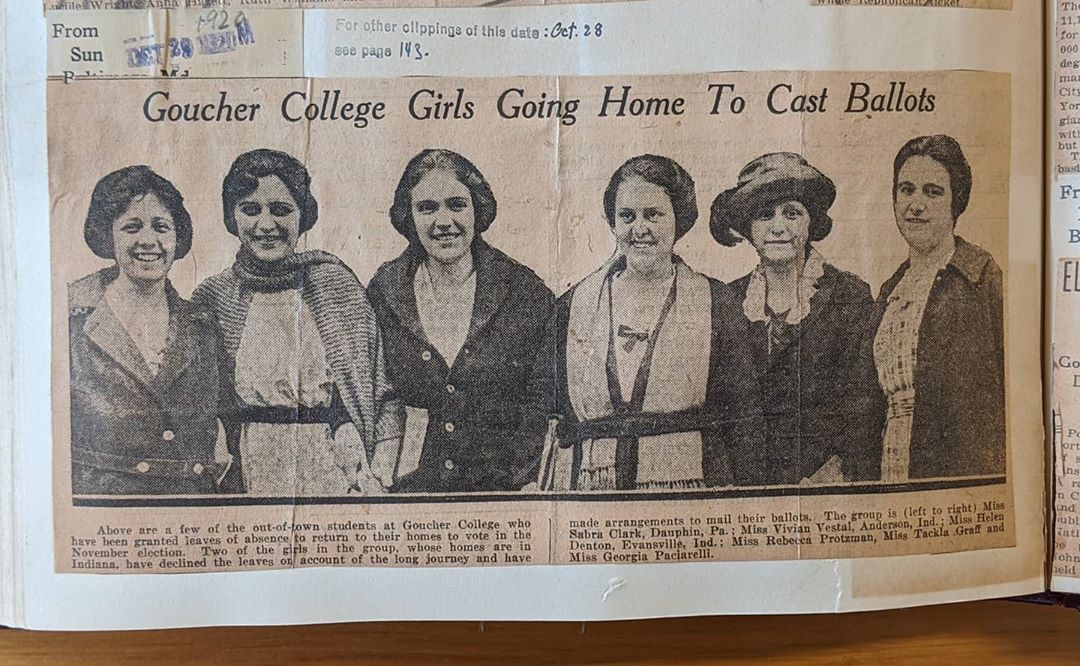 From
Sun
1920
OCT 29 1920 M
For other clippings of this date: Oct. 28
see page 143.
Goucher College Girls Going Home To Cast Ballots
Above are a few of the out-of-town students at Goucher College who
have been granted leaves of absence to return to their homes to vote in the
November election. Two of the girls in the group, whose homes are in
Indiana, have declined the leaves on account of the long journey and have
made arrangements to mail their ballots. The group is (left to right) Miss
Sabra Clark, Dauphin, Pa.; Miss Vivian Vestal, Anderson, Ind.; Miss Helen
Denton, Evansville, Ind.; Miss Rebecca Protzman, Miss Tackla Graff and
Miss Georgia Paciarelli.